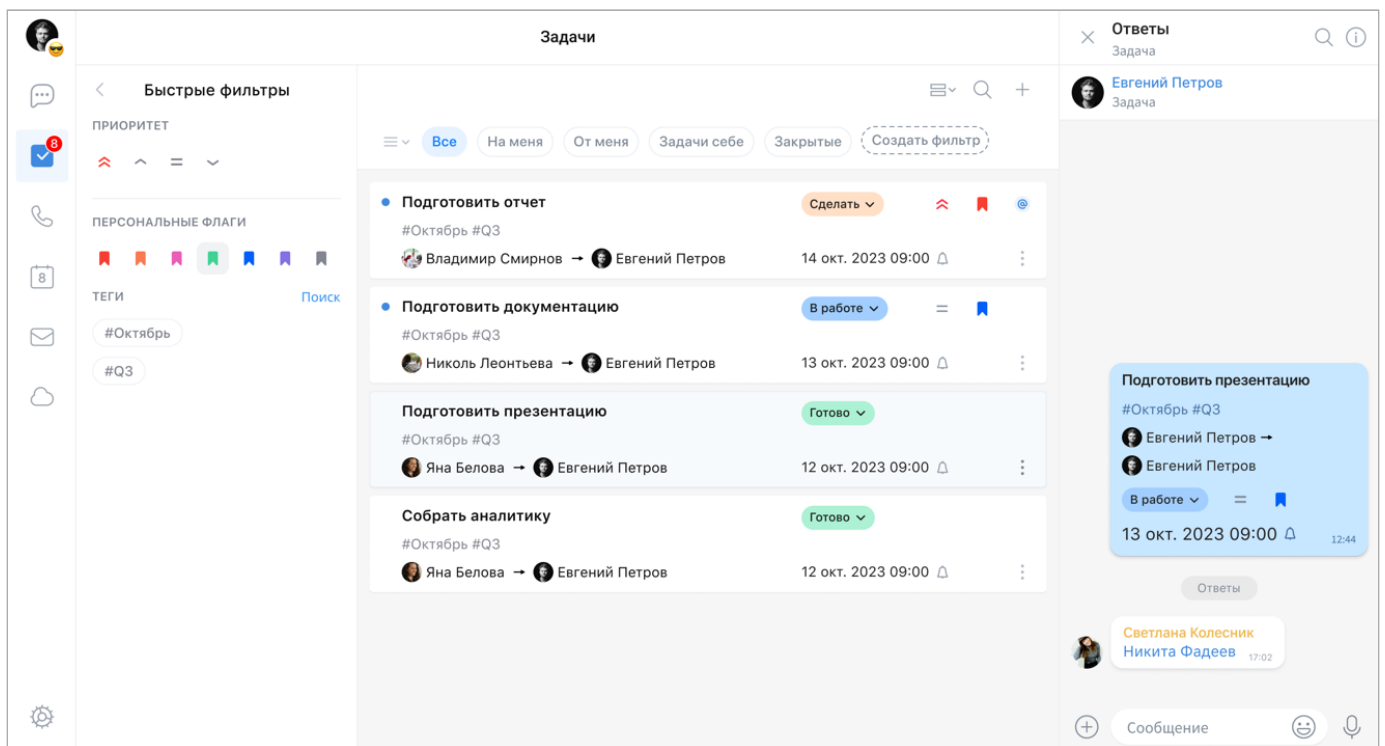 Задачи
Ответы
Задача
Евгений Петров
Задача
8
8
Быстрые фильтры
ПРИОРИТЕТ
ПЕРСОНАЛЬНЫЕ ФЛАГИ
ТЕГИ Поиск
#Октябрь
#Q3
Все На меня От меня Задачи себе Закрытые Создать фильтр
Подготовить отчет Сделать @
#Октябрь #Q3
Владимир Смирнов → Евгений Петров 14 окт. 2023 09:00
Подготовить документацию В работе
#Октябрь #Q3
Николь Леонтьева → Евгений Петров 13 окт. 2023 09:00
Подготовить презентацию Готово
#Октябрь #Q3
Яна Белова → Евгений Петров 12 окт. 2023 09:00
Собрать аналитику Готово
#Октябрь #Q3
Яна Белова → Евгений Петров 12 окт. 2023 09:00
Подготовить презентацию
#Октябрь #Q3
Евгений Петров →
Евгений Петров
В работе
13 окт. 2023 09:00 12:44
Ответы
Светлана Колесник
Никита Фадеев 17:02
Сообщение